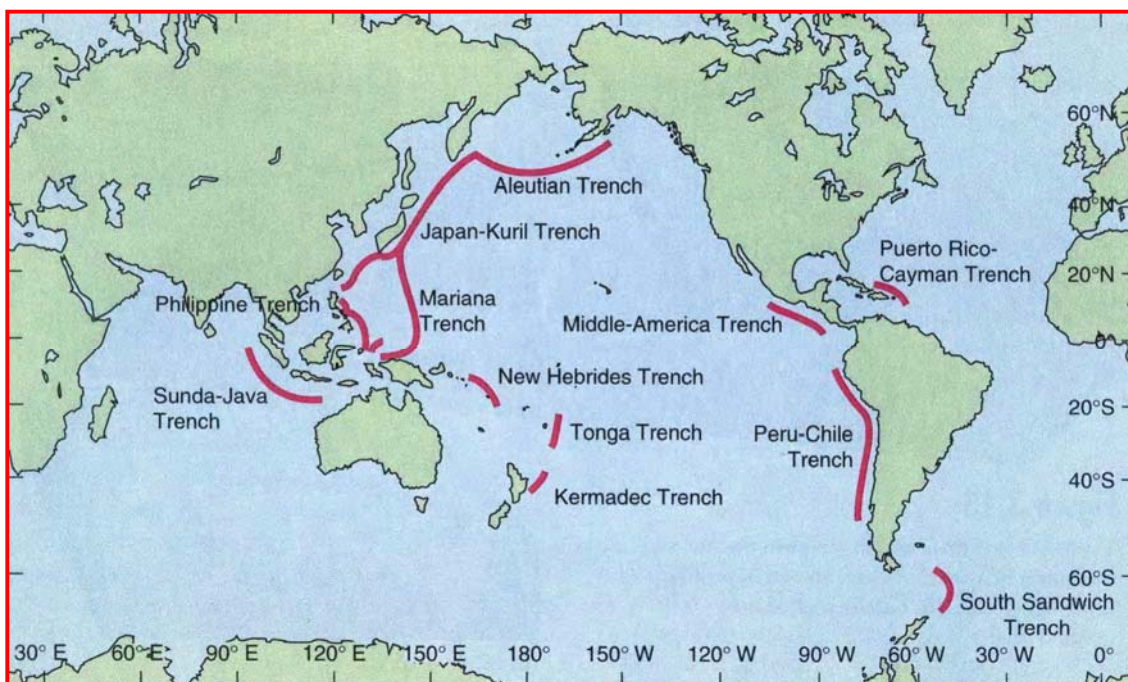 60°N
Aleutian Trench
40°N
Japan-Kuril Trench
Puerto Rico-
Cayman Trench
20°N
Philippine Trench
Mariana
Trench
Middle-America Trench
0°
New Hebrides Trench
Sunda-Java
Trench
20°S
Tonga Trench
Peru-Chile
Trench
40°S
Kermadec Trench
60°S
South Sandwich
Trench
30° E
60° E
90° E
120° E
150° E
180°
150° W
120° W
90° W
60° W
30° W
0°